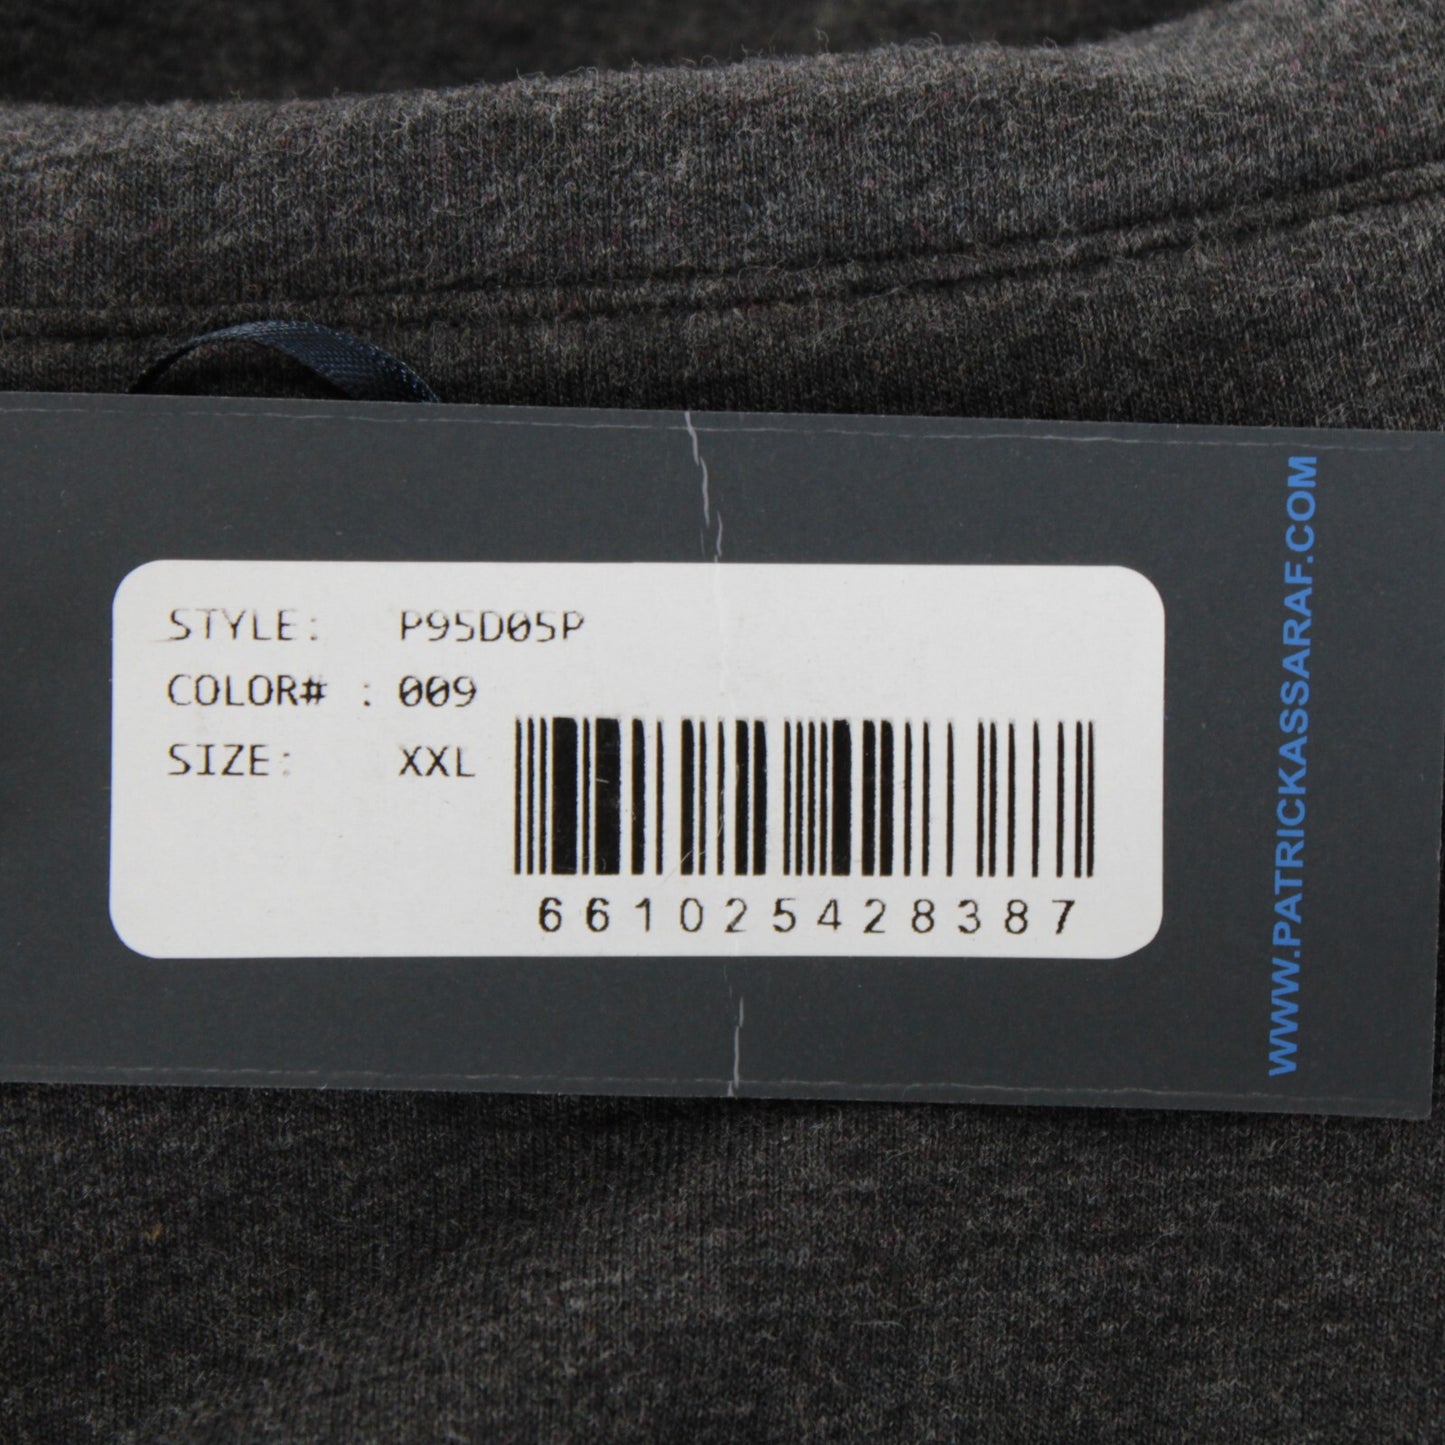 STYLE: P95D05P
COLOR# : 009
SIZE: XXL
661025428387
WWW.PATRICKASSARAF.COM